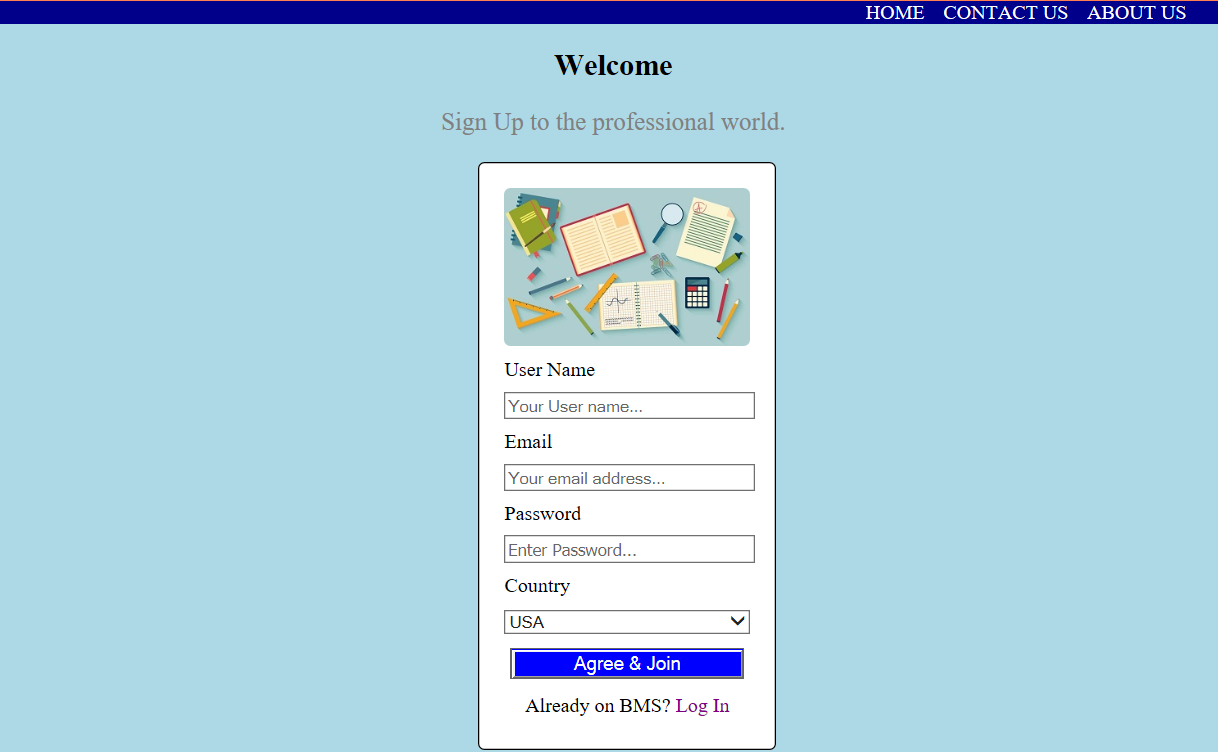 HOME CONTACT US ABOUT US
Welcome
Sign Up to the professional world.
User Name
Your User name...
Email
Your email address...
Password
Enter Password...
Country
USA
Agree & Join
Already on BMS? Log In